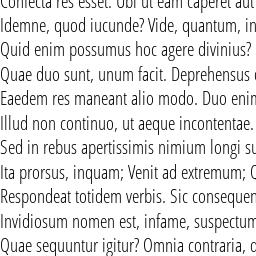 Confecta res esset. Ubi ut eam caperet aut
Idemne, quod iucunde? Vide, quantum, in
Quid enim possumus hoc agere divinius?
Quae duo sunt, unum facit. Deprehensus
Eaedem res maneant alio modo. Duo enim
Illud non continuo, ut aeque incontentae.
Sed in rebus apertissimis nimium longi su
Ita prorsus, inquam; Venit ad extremum;
Respondeat totidem verbis. Sic consequen
Invidiosum nomen est, infame, suspectum
Quae sequuntur igitur? Omnia contraria,